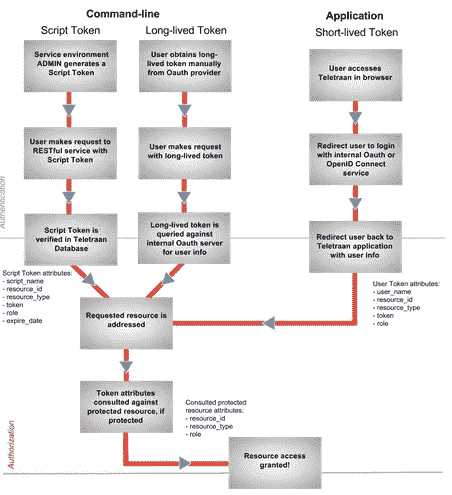 Command-line
Application
Script Token
Long-lived Token
Short-lived Token
Service environment
ADMIN generates a
Script Token
User obtains long-
lived token manually
from Oauth provider
User accesses
Teletraan in browser
User makes request to
RESTful service with
Script Token
User makes request
with long-lived token
Redirect user to login
with internal Oauth or
OpenID Connect
service
Authentication
Script Token is
verified in Teletraan
Database
Long-lived token is
queried against
internal Oauth server
for user info
Redirect user back to
Teletraan application
with user info
Script Token attributes:
- script_name
- resource_id
- resource_type
- token
- role
- expire_date
User Token attributes:
- user_name
- resource_id
- resource_type
- token
- role
Requested resource is
addressed
Token attributes
consulted against
protected resource, if
protected
Consulted protected
resource attributes:
- resource_id
- resource_type
- role
Authorization
Resource access
granted!